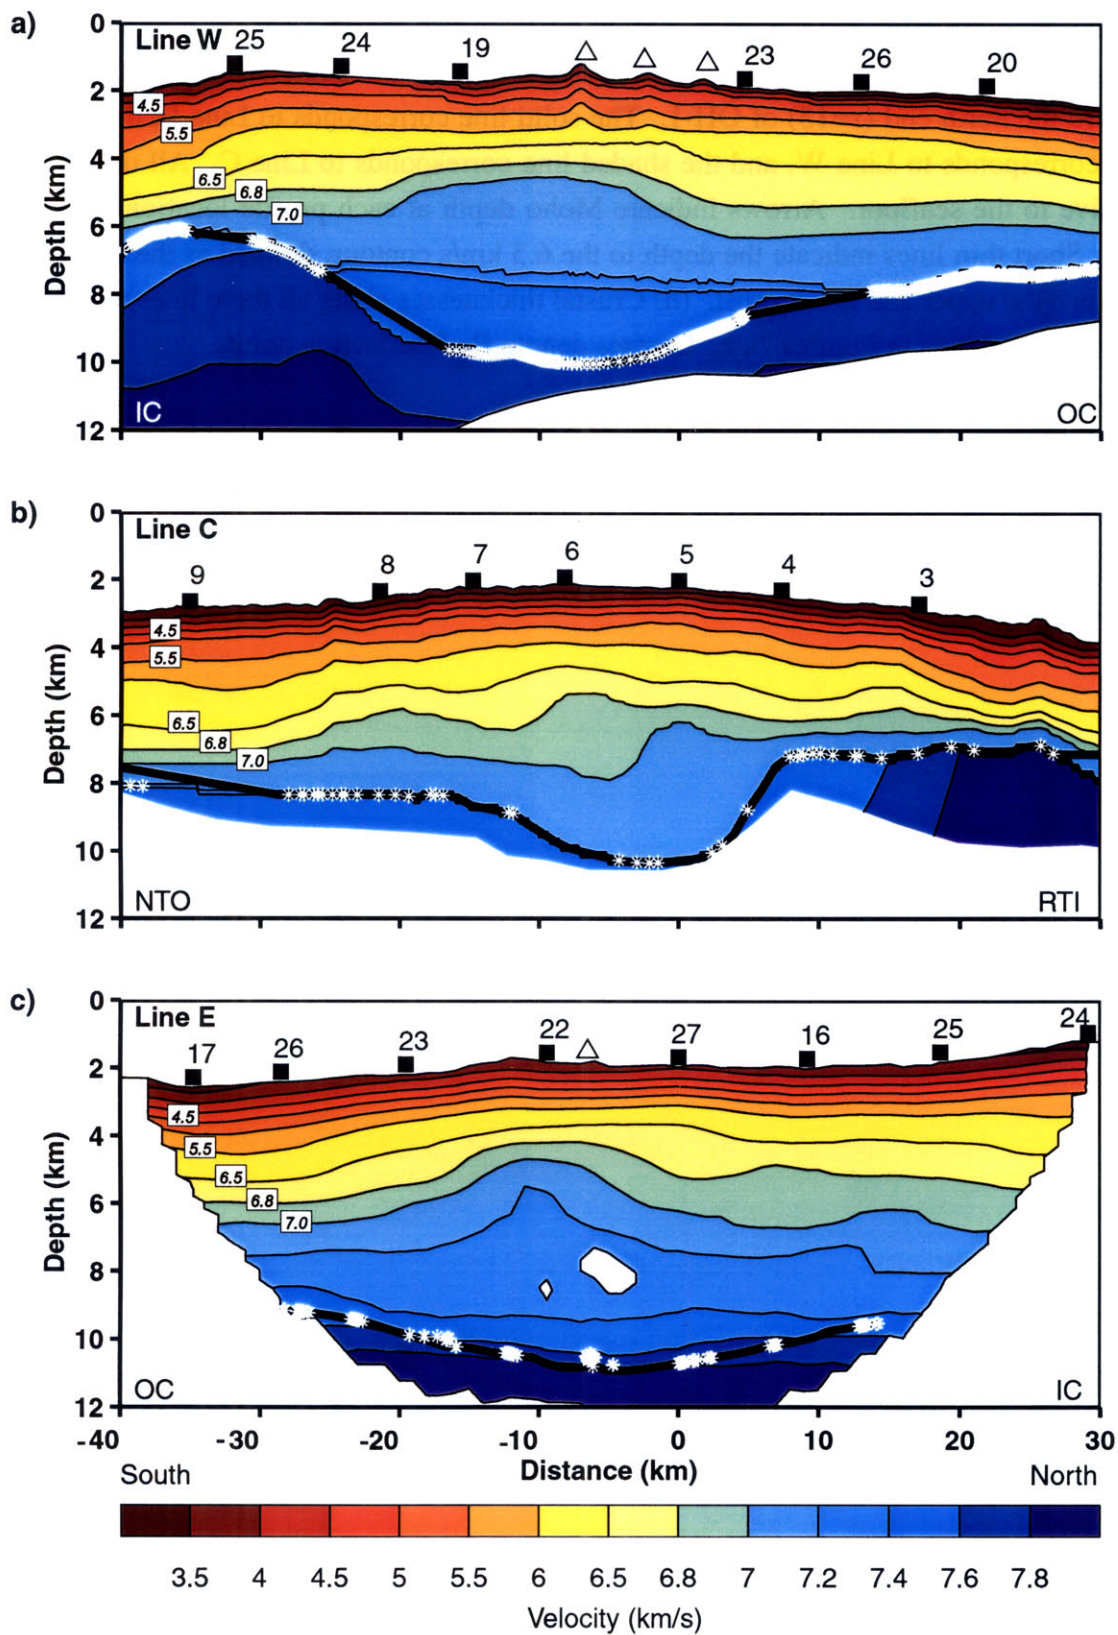 a)
Line W
25 24 19 23 26 20
0
2
4
6
8
10
12
Depth (km)
4.5
5.5
6.5
6.8
7.0
IC
OC
b)
Line C
9 8 7 6 5 4 3
0
2
4
6
8
10
12
Depth (km)
4.5
5.5
6.5
6.8
7.0
NTO
RTI
c)
Line E
17 26 23 22 27 16 25 24
0
2
4
6
8
10
12
Depth (km)
4.5
5.5
6.5
6.8
7.0
OC
IC
-40 -30 -20 -10 0 10 20 30
South Distance (km) North
3.5 4 4.5 5 5.5 6 6.5 6.8 7 7.2 7.4 7.6 7.8
Velocity (km/s)